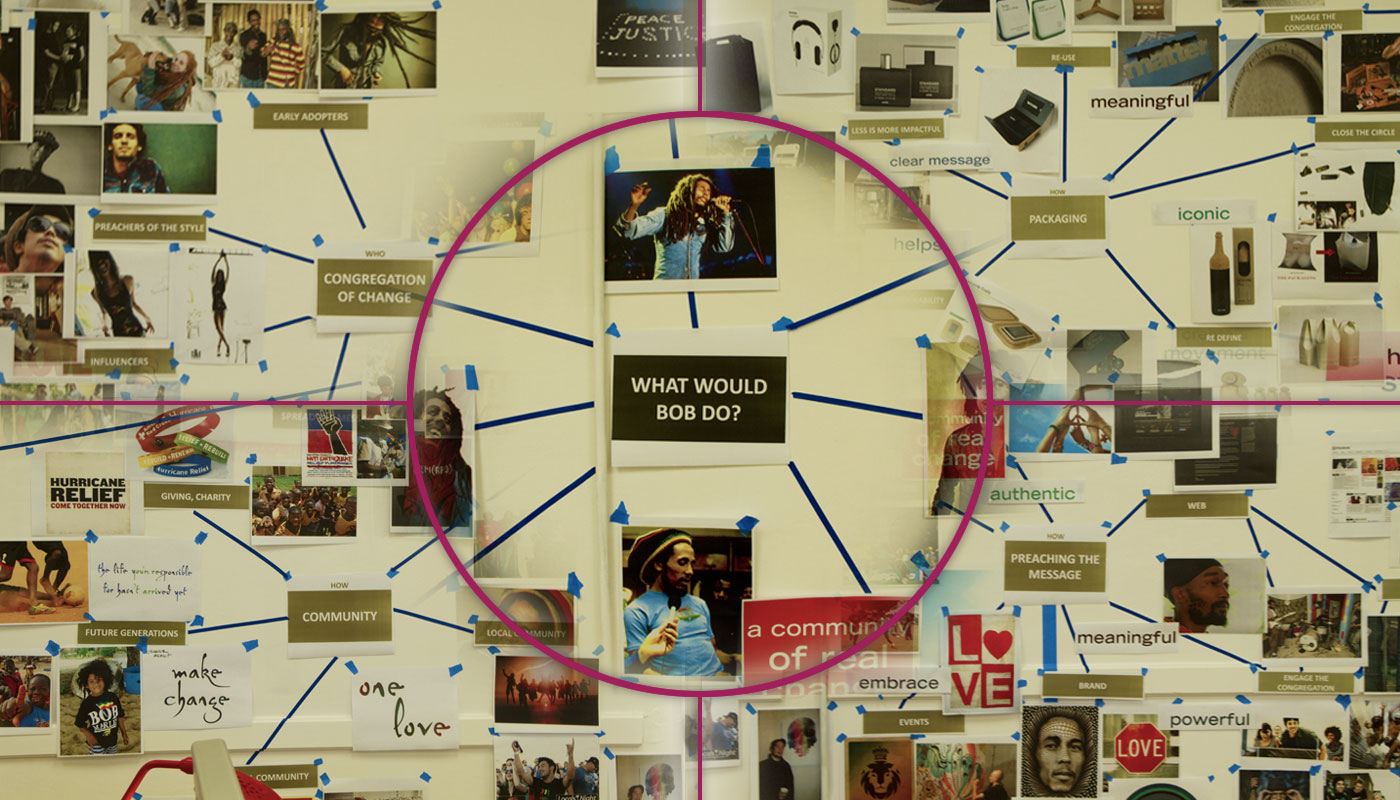 PEACE
JUSTIC
ENGAGE THE
CONGREGATION
RE-USE
matter
meaningful
EARLY ADOPTERS
LESS IS MORE IMPACTFUL
CLOSE THE CIRCLE
clear message
HOW
PACKAGING
iconic
PREACHERS OF THE STYLE
helps
WHO
CONGREGATION
OF CHANGE
RE DEFINE
movement
INFLUENCERS
WHAT WOULD
BOB DO?
community
of real
change
HURRICANE
RELIEF
COME TOGETHER NOW
Hurricane Relief
GIVING, CHARITY
authentic
WEB
HOW
PREACHING THE
MESSAGE
the life you're responsible
for hasn't arrived yet
HOW
COMMUNITY
FUTURE GENERATIONS
LOCAL COMMUNITY
a community
of real
chan
meaningful
LOVE
embrace
make
change
one
love
BOB
BRAND
ENGAGE THE
CONGREGATION
EVENTS
powerful
LOVE
COMMUNITY